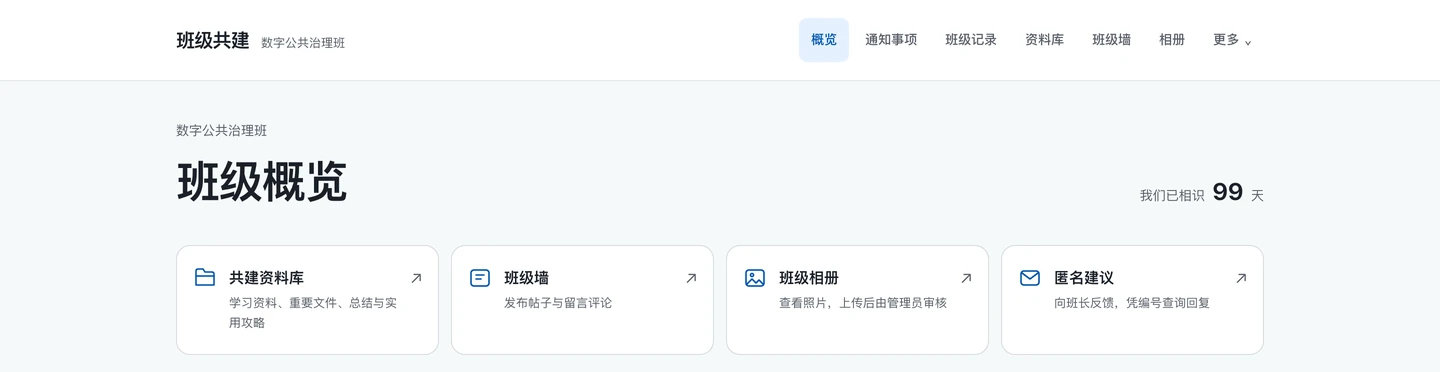 班级共建 数字公共治理班
概览 通知事项 班级记录 资料库 班级墙 相册 更多
数字公共治理班
班级概览
我们已相识 99 天
共建资料库
学习资料、重要文件、总结与实
用攻略
班级墙
发布帖子与留言评论
班级相册
查看照片，上传后由管理员审核
匿名建议
向班长反馈，凭编号查询回复